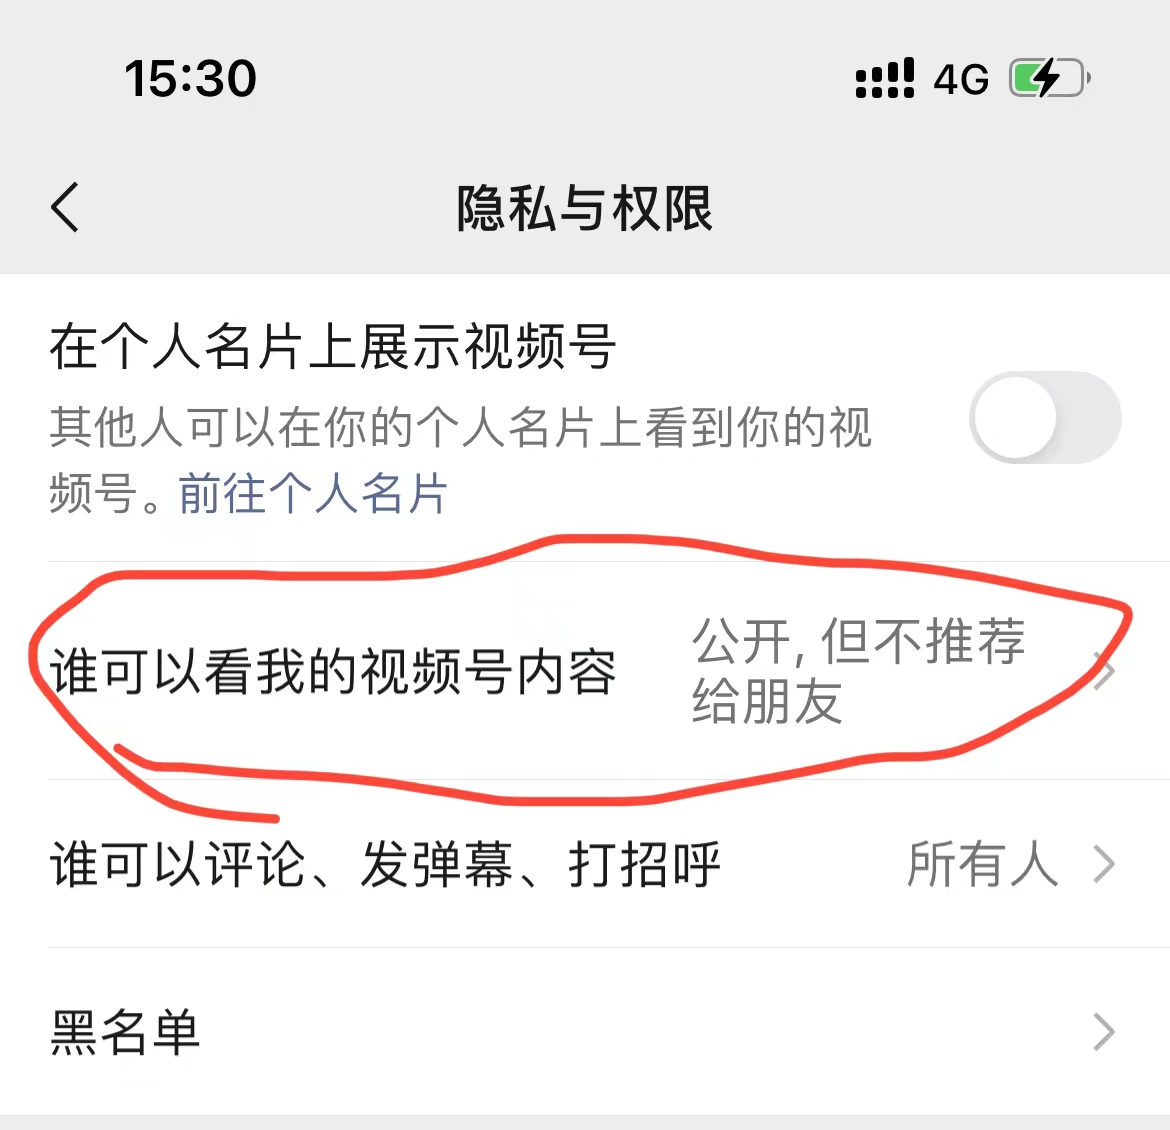 15:30 4G
隐私与权限
在个人名片上展示视频号
其他人可以在你的个人名片上看到你的视
频号。前往个人名片
谁可以看我的视频号内容
公开, 但不推荐
给朋友
谁可以评论、发弹幕、打招呼 所有人
黑名单